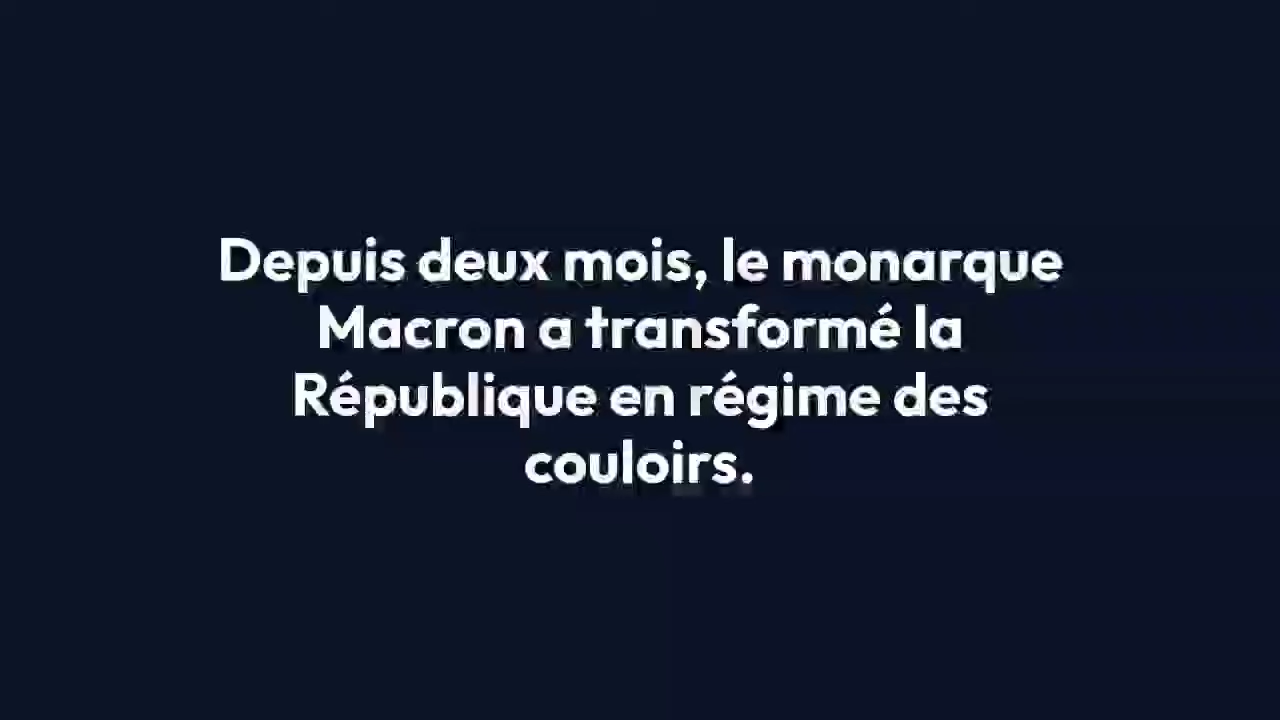 Depuis deux mois, le monarque
Macron a transformé la
République en régime des
couloirs.